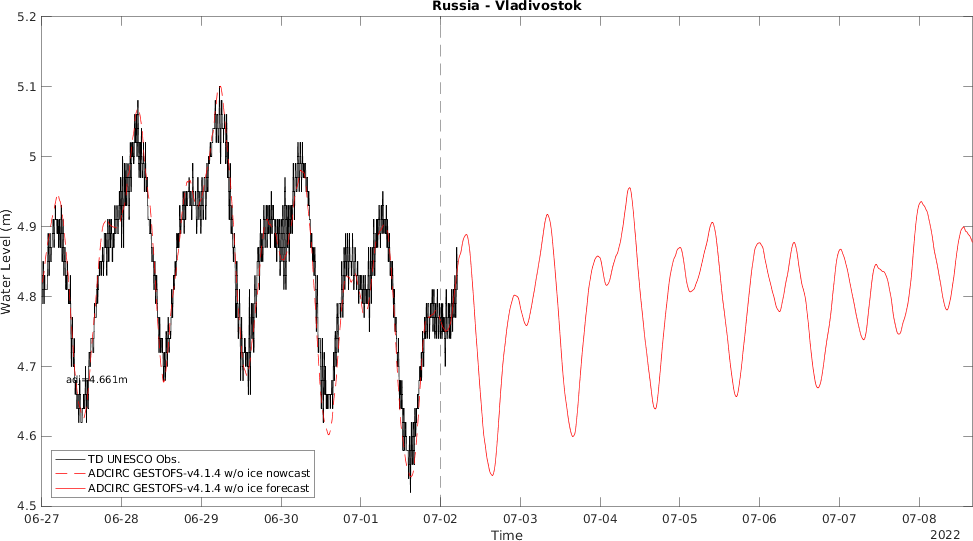 Russia - Vladivostok
5.2
5.1
5
4.9
4.8
4.7
4.6
4.5
Water Level (m)
adj=4.661m
TD UNESCO Obs.
ADCIRC GESTOFS-v4.1.4 w/o ice nowcast
ADCIRC GESTOFS-v4.1.4 w/o ice forecast
06-27 06-28 06-29 06-30 07-01 07-02 07-03 07-04 07-05 07-06 07-07 07-08
Time
2022